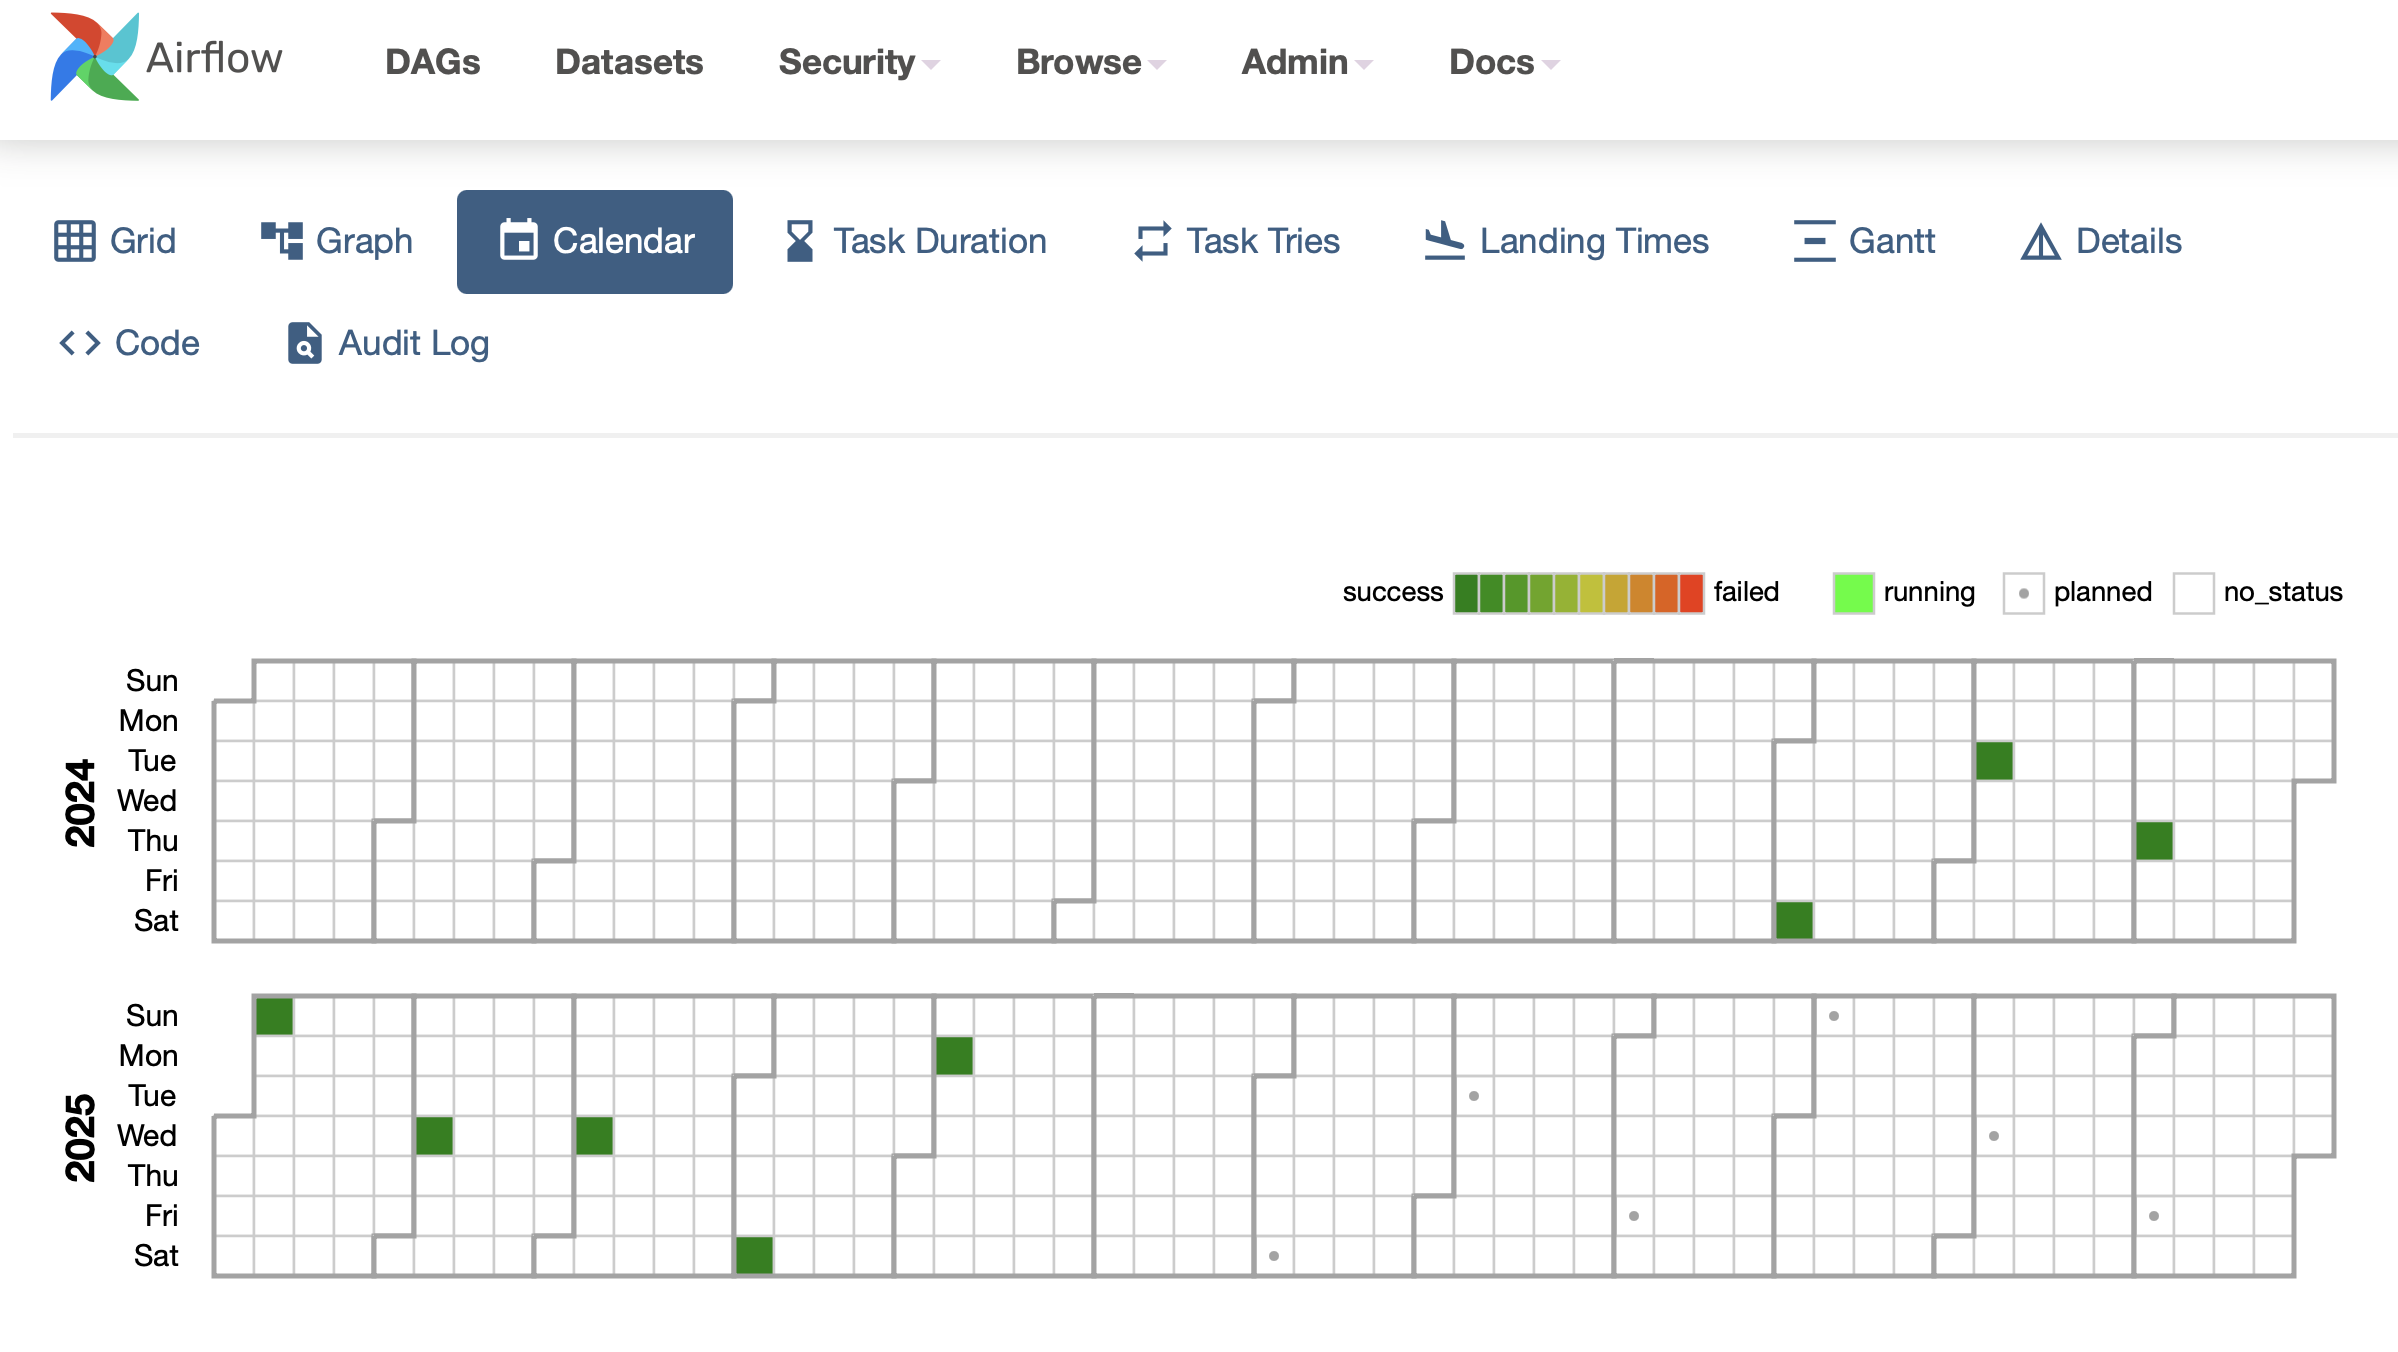 Airflow DAGs Datasets Security Browse Admin Docs
Grid Graph Calendar Task Duration Task Tries Landing Times Gantt Details
Code Audit Log
success failed running planned no_status
2024
Sun
Mon
Tue
Wed
Thu
Fri
Sat
2025
Sun
Mon
Tue
Wed
Thu
Fri
Sat